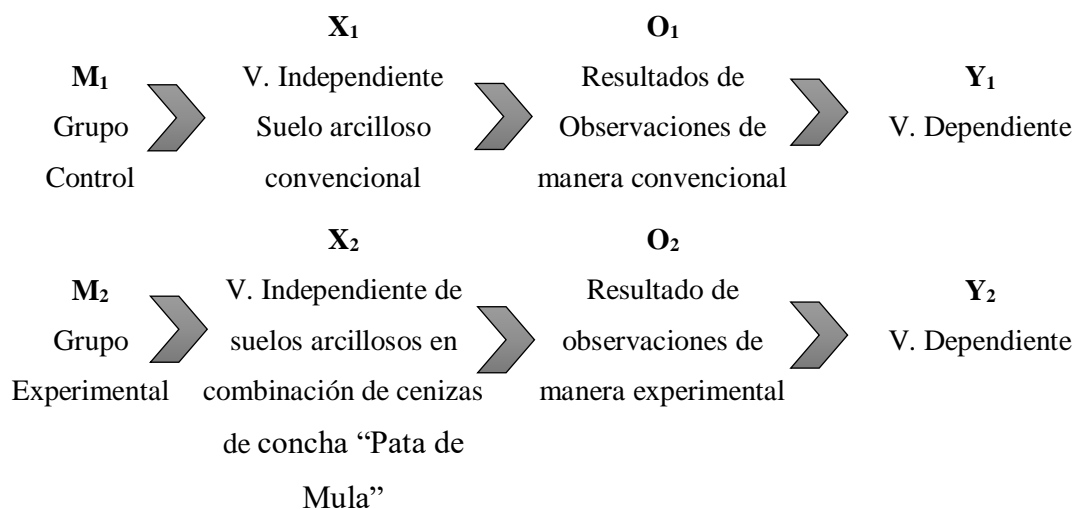 X₁
M₁
V. Independiente
Grupo
Suelo arcilloso
Control
convencional
O₁
Resultados de
Observaciones de
manera convencional
Y₁
V. Dependiente
X₂
M₂
V. Independiente de
Grupo
suelos arcillosos en
Experimental
combinación de cenizas
de concha “Pata de
Mula”
O₂
Resultado de
observaciones de
manera experimental
Y₂
V. Dependiente